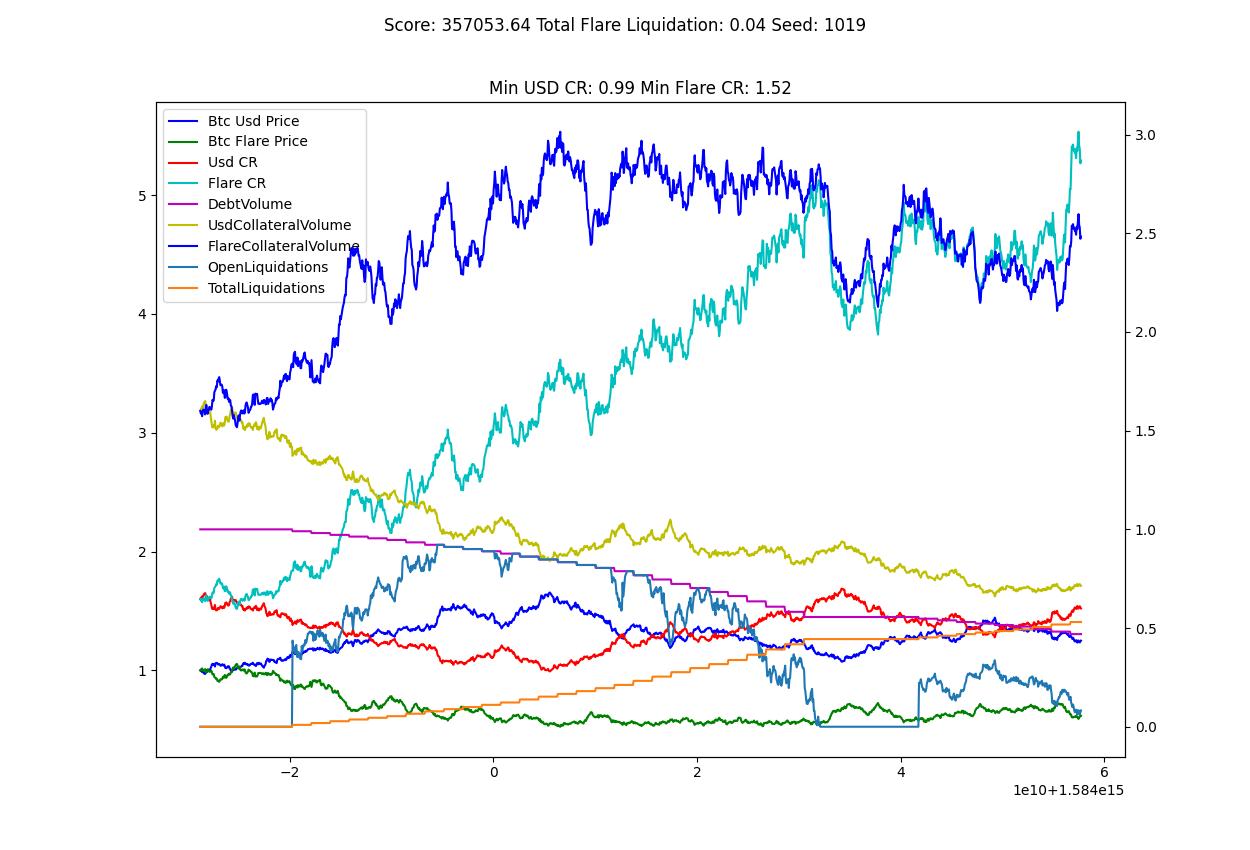 Score: 357053.64 Total Flare Liquidation: 0.04 Seed: 1019
Min USD CR: 0.99 Min Flare CR: 1.52
Btc Usd Price
Btc Flare Price
Usd CR
Flare CR
DebtVolume
UsdCollateralVolume
FlareCollateralVolume
OpenLiquidations
TotalLiquidations
5
4
3
2
1
3.0
2.5
2.0
1.5
1.0
0.5
0.0
−2 0 2 4 6
1e10+1.584e15